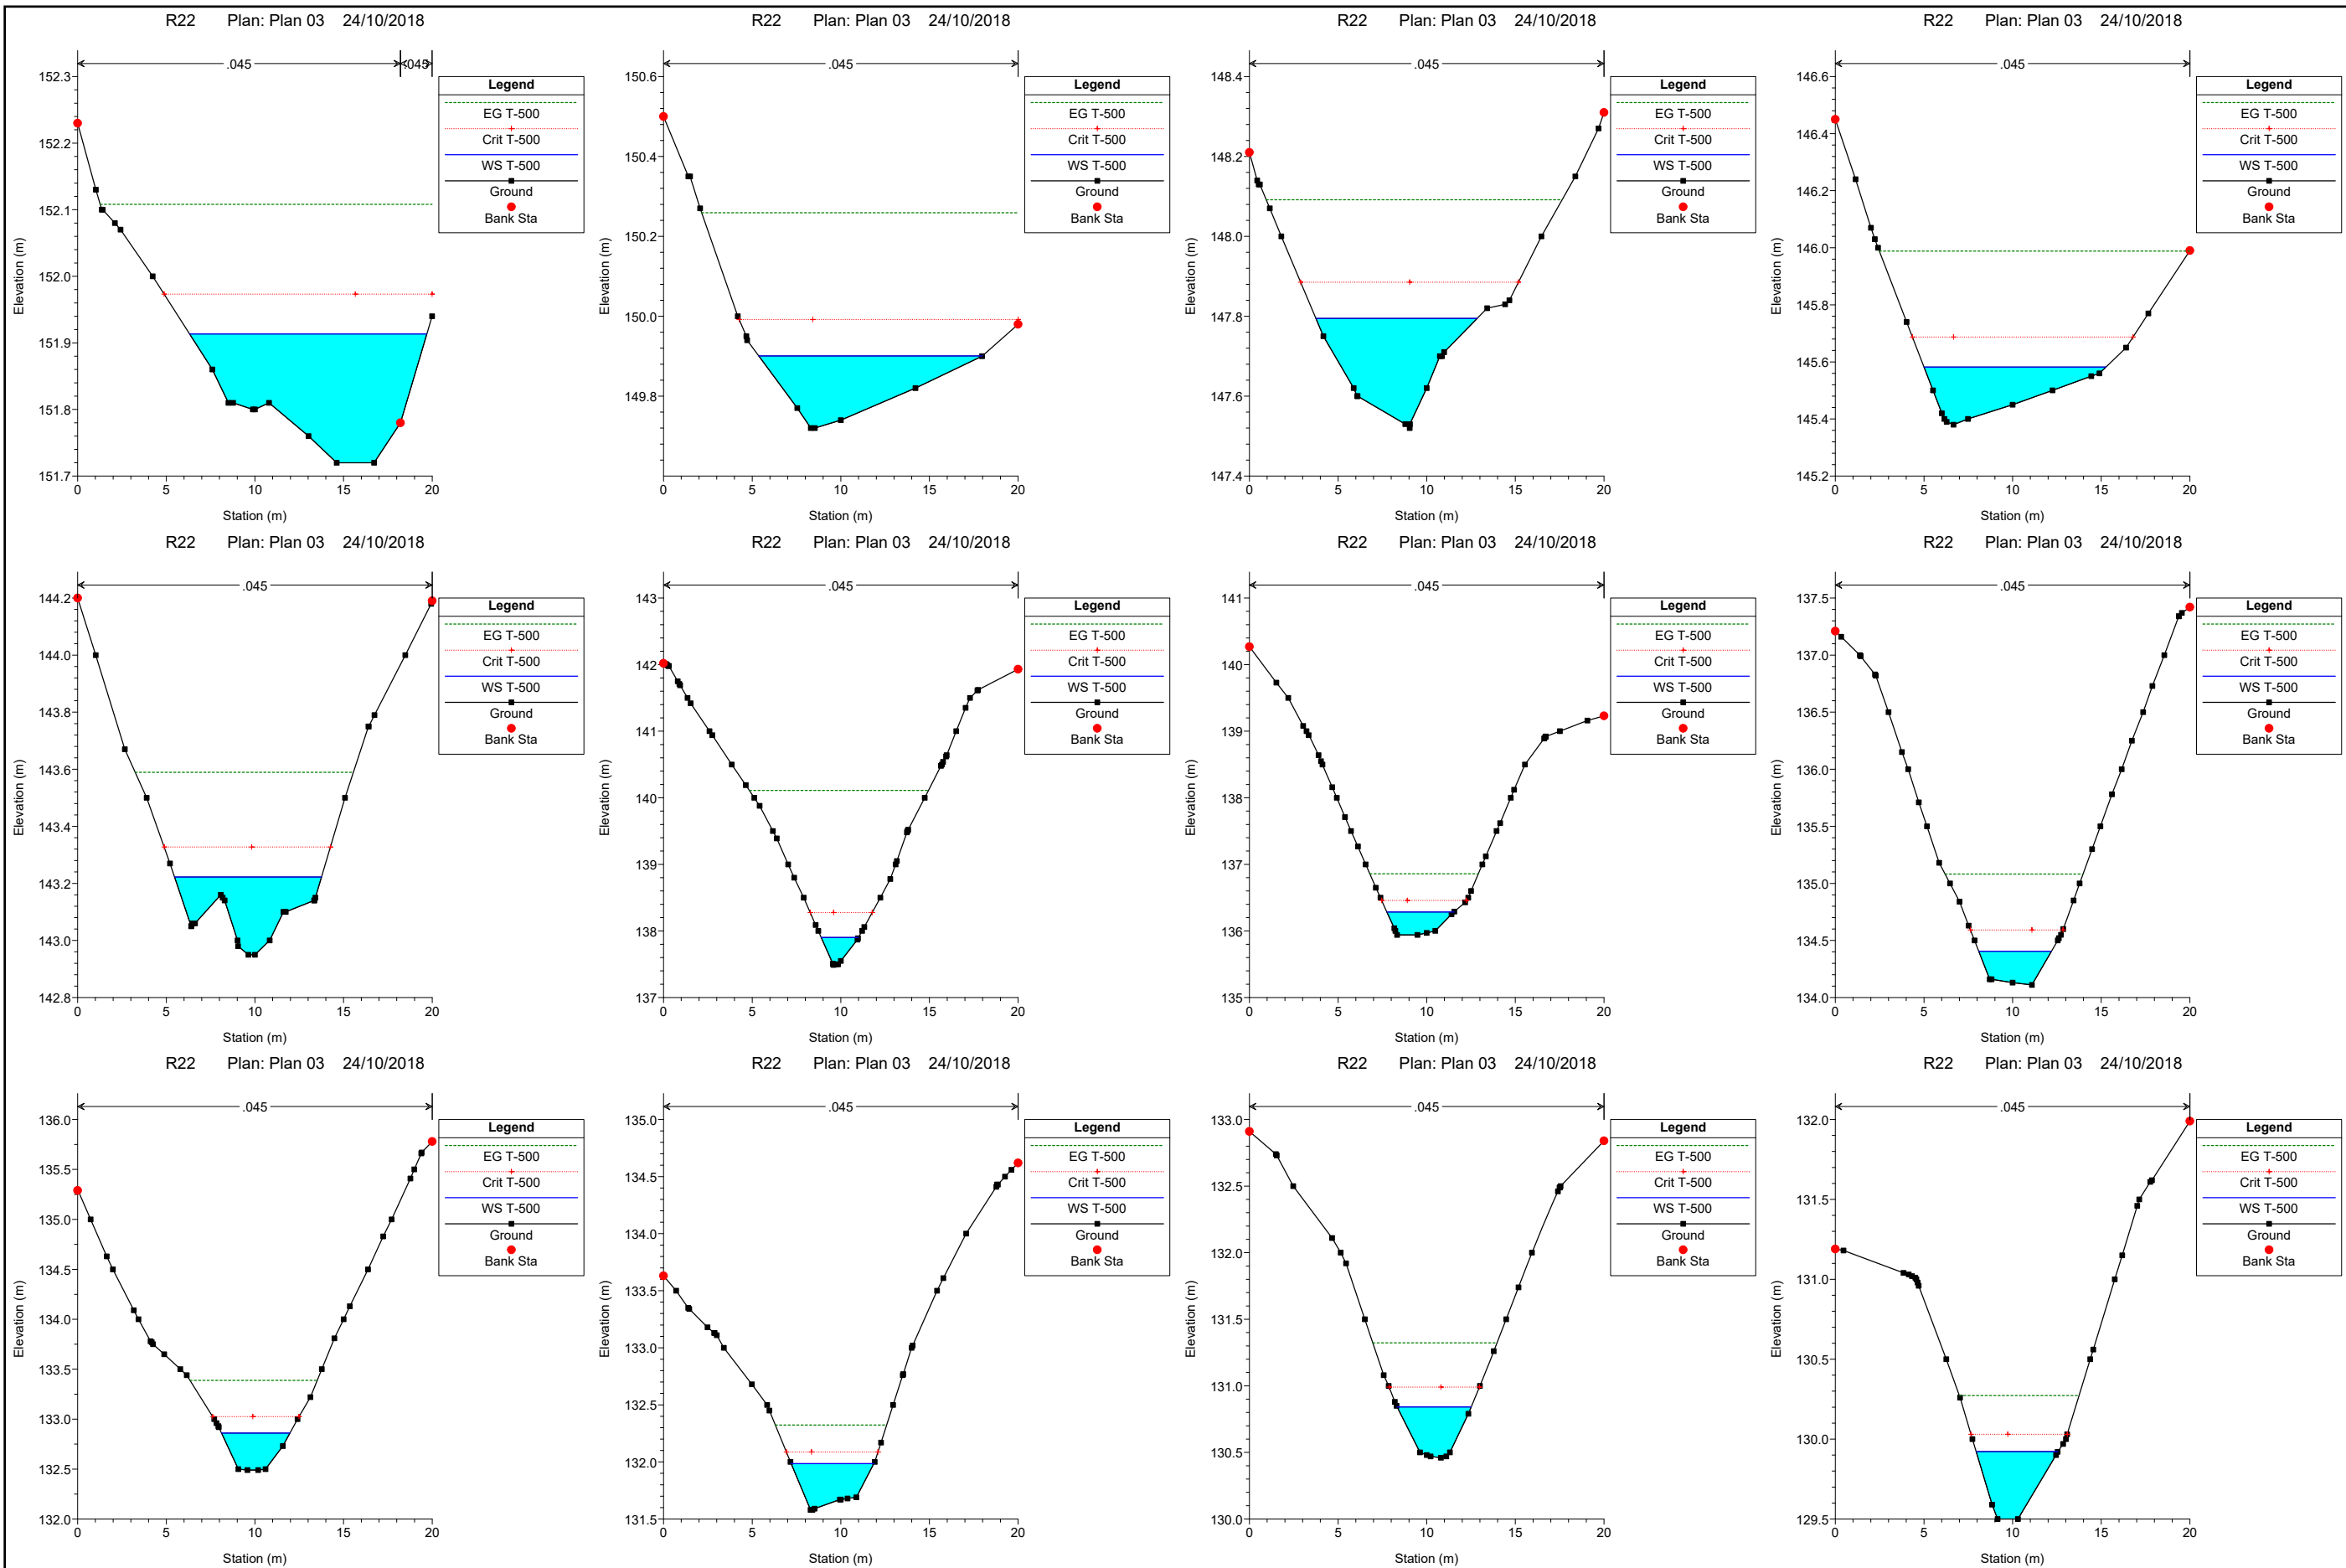 R22 Plan: Plan 03 24/10/2018
.045 .045
Elevation (m)
152.3
152.2
152.1
152.0
151.9
151.8
151.7
0 5 10 15 20
Station (m)
Legend
EG T-500
Crit T-500
WS T-500
Ground
Bank Sta
R22 Plan: Plan 03 24/10/2018
.045
Elevation (m)
150.6
150.4
150.2
150.0
149.8
0 5 10 15 20
Station (m)
Legend
EG T-500
Crit T-500
WS T-500
Ground
Bank Sta
R22 Plan: Plan 03 24/10/2018
.045
Elevation (m)
148.4
148.2
148.0
147.8
147.6
147.4
0 5 10 15 20
Station (m)
Legend
EG T-500
Crit T-500
WS T-500
Ground
Bank Sta
R22 Plan: Plan 03 24/10/2018
.045
Elevation (m)
146.6
146.4
146.2
146.0
145.8
145.6
145.4
145.2
0 5 10 15 20
Station (m)
Legend
EG T-500
Crit T-500
WS T-500
Ground
Bank Sta
R22 Plan: Plan 03 24/10/2018
.045
Elevation (m)
144.2
144.0
143.8
143.6
143.4
143.2
143.0
142.8
0 5 10 15 20
Station (m)
Legend
EG T-500
Crit T-500
WS T-500
Ground
Bank Sta
R22 Plan: Plan 03 24/10/2018
.045
Elevation (m)
143
142
141
140
139
138
137
0 5 10 15 20
Station (m)
Legend
EG T-500
Crit T-500
WS T-500
Ground
Bank Sta
R22 Plan: Plan 03 24/10/2018
.045
Elevation (m)
141
140
139
138
137
136
135
0 5 10 15 20
Station (m)
Legend
EG T-500
Crit T-500
WS T-500
Ground
Bank Sta
R22 Plan: Plan 03 24/10/2018
.045
Elevation (m)
137.5
137.0
136.5
136.0
135.5
135.0
134.5
134.0
0 5 10 15 20
Station (m)
Legend
EG T-500
Crit T-500
WS T-500
Ground
Bank Sta
R22 Plan: Plan 03 24/10/2018
.045
Elevation (m)
136.0
135.5
135.0
134.5
134.0
133.5
133.0
132.5
132.0
0 5 10 15 20
Station (m)
Legend
EG T-500
Crit T-500
WS T-500
Ground
Bank Sta
R22 Plan: Plan 03 24/10/2018
.045
Elevation (m)
135.0
134.5
134.0
133.5
133.0
132.5
132.0
131.5
0 5 10 15 20
Station (m)
Legend
EG T-500
Crit T-500
WS T-500
Ground
Bank Sta
R22 Plan: Plan 03 24/10/2018
.045
Elevation (m)
133.0
132.5
132.0
131.5
131.0
130.5
130.0
0 5 10 15 20
Station (m)
Legend
EG T-500
Crit T-500
WS T-500
Ground
Bank Sta
R22 Plan: Plan 03 24/10/2018
.045
Elevation (m)
132.0
131.5
131.0
130.5
130.0
129.5
0 5 10 15 20
Station (m)
Legend
EG T-500
Crit T-500
WS T-500
Ground
Bank Sta